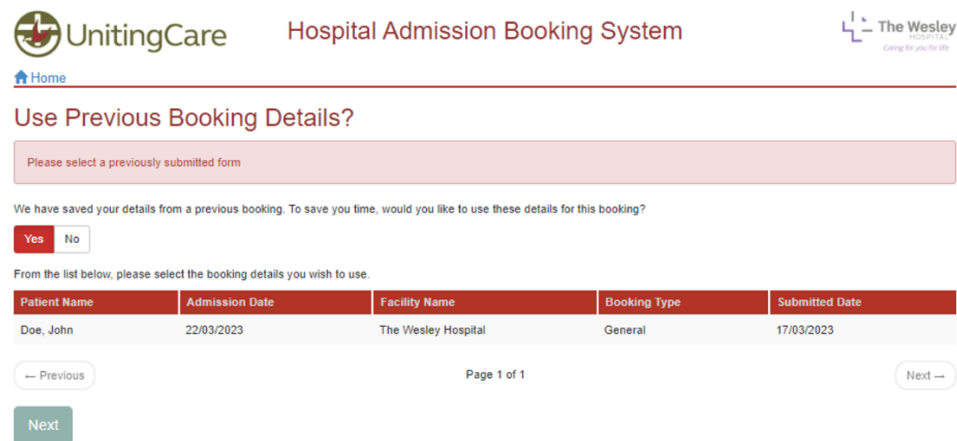 UnitingCare
Hospital Admission Booking System
The Wesley
HOSPITAL
Caring for you for life
Home
Use Previous Booking Details?
Please select a previously submitted form
We have saved your details from a previous booking. To save you time, would you like to use these details for this booking?
Yes No
From the list below, please select the booking details you wish to use.
Patient Name Admission Date Facility Name Booking Type Submitted Date
Doe, John 22/03/2023 The Wesley Hospital General 17/03/2023
← Previous Page 1 of 1 Next →
Next